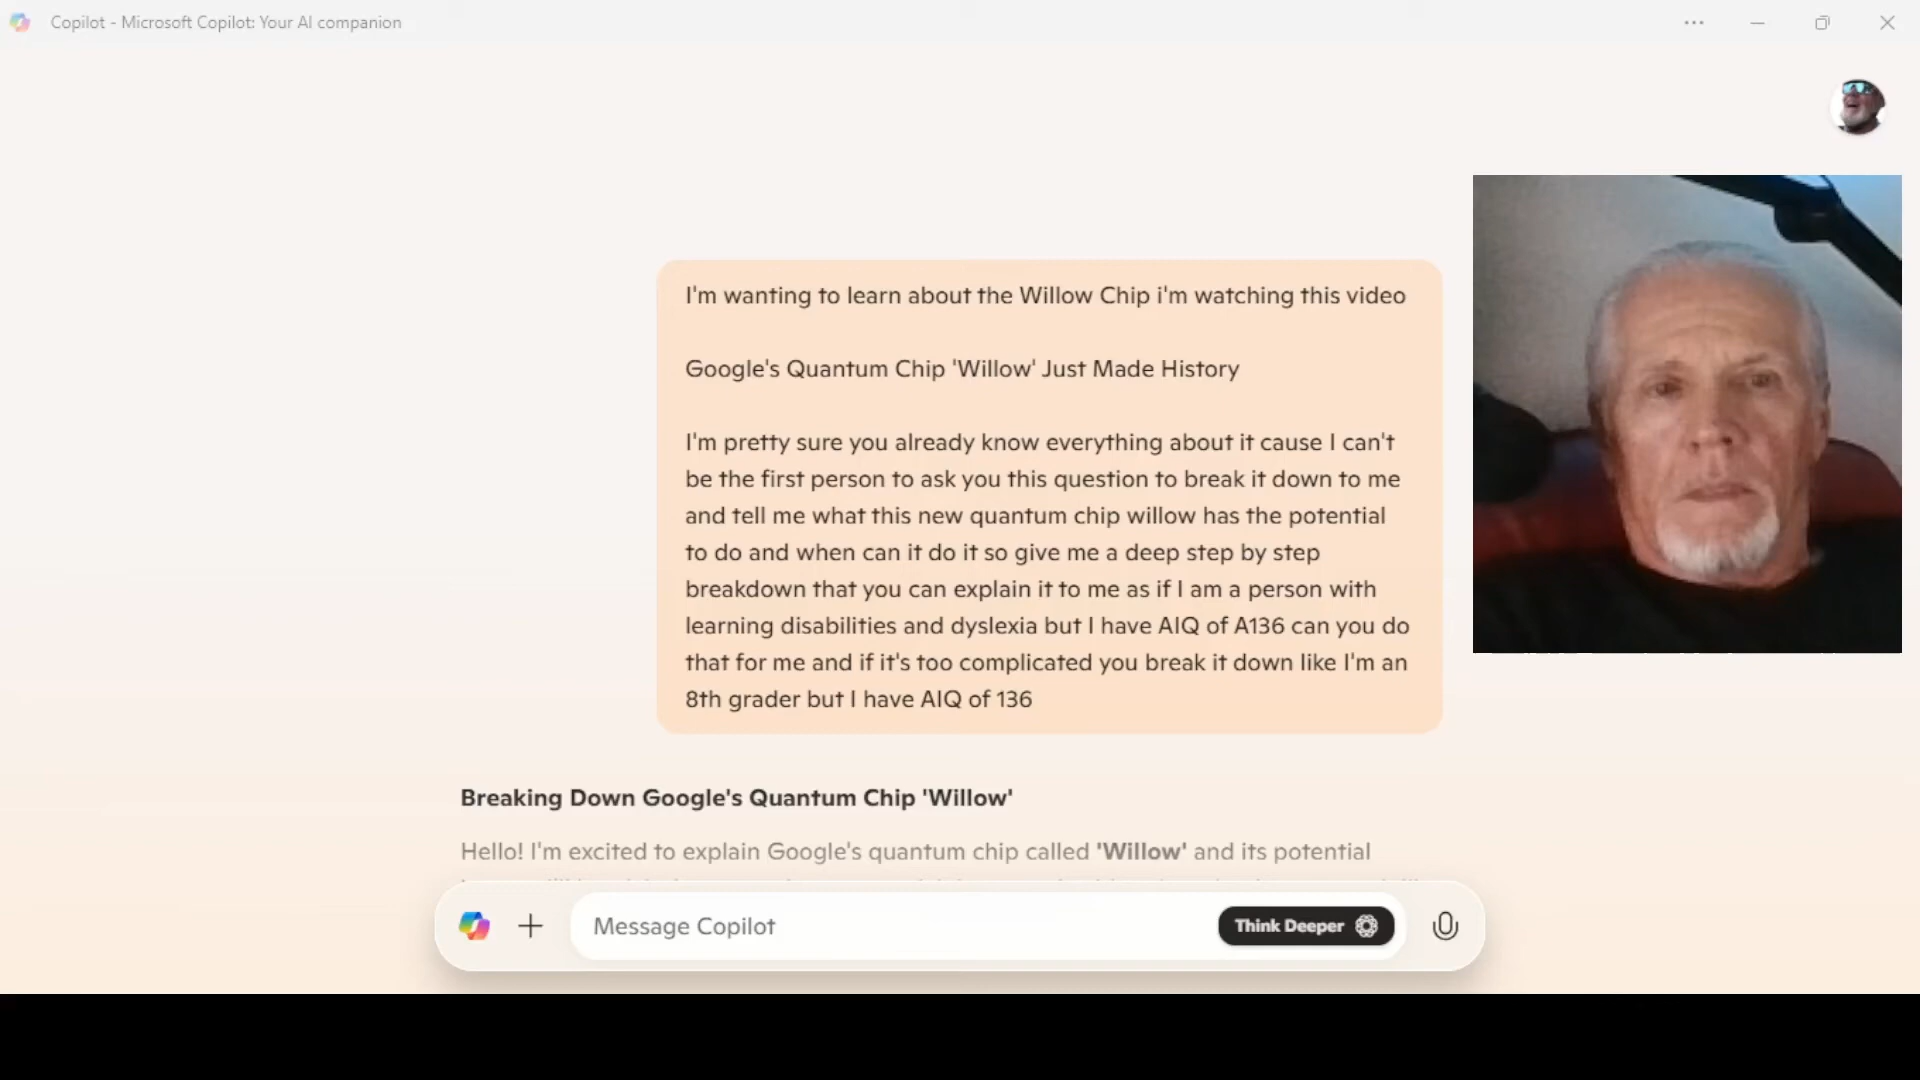 Copilot - Microsoft Copilot: Your AI companion
I'm wanting to learn about the Willow Chip i'm watching this video
Google's Quantum Chip 'Willow' Just Made History
I'm pretty sure you already know everything about it cause I can't
be the first person to ask you this question to break it down to me
and tell me what this new quantum chip willow has the potential
to do and when can it do it so give me a deep step by step
breakdown that you can explain it to me as if I am a person with
learning disabilities and dyslexia but I have AIQ of A136 can you do
that for me and if it's too complicated you break it down like I'm an
8th grader but I have AIQ of 136
Breaking Down Google's Quantum Chip 'Willow'
Hello! I'm excited to explain Google's quantum chip called 'Willow' and its potential
Message Copilot
Think Deeper